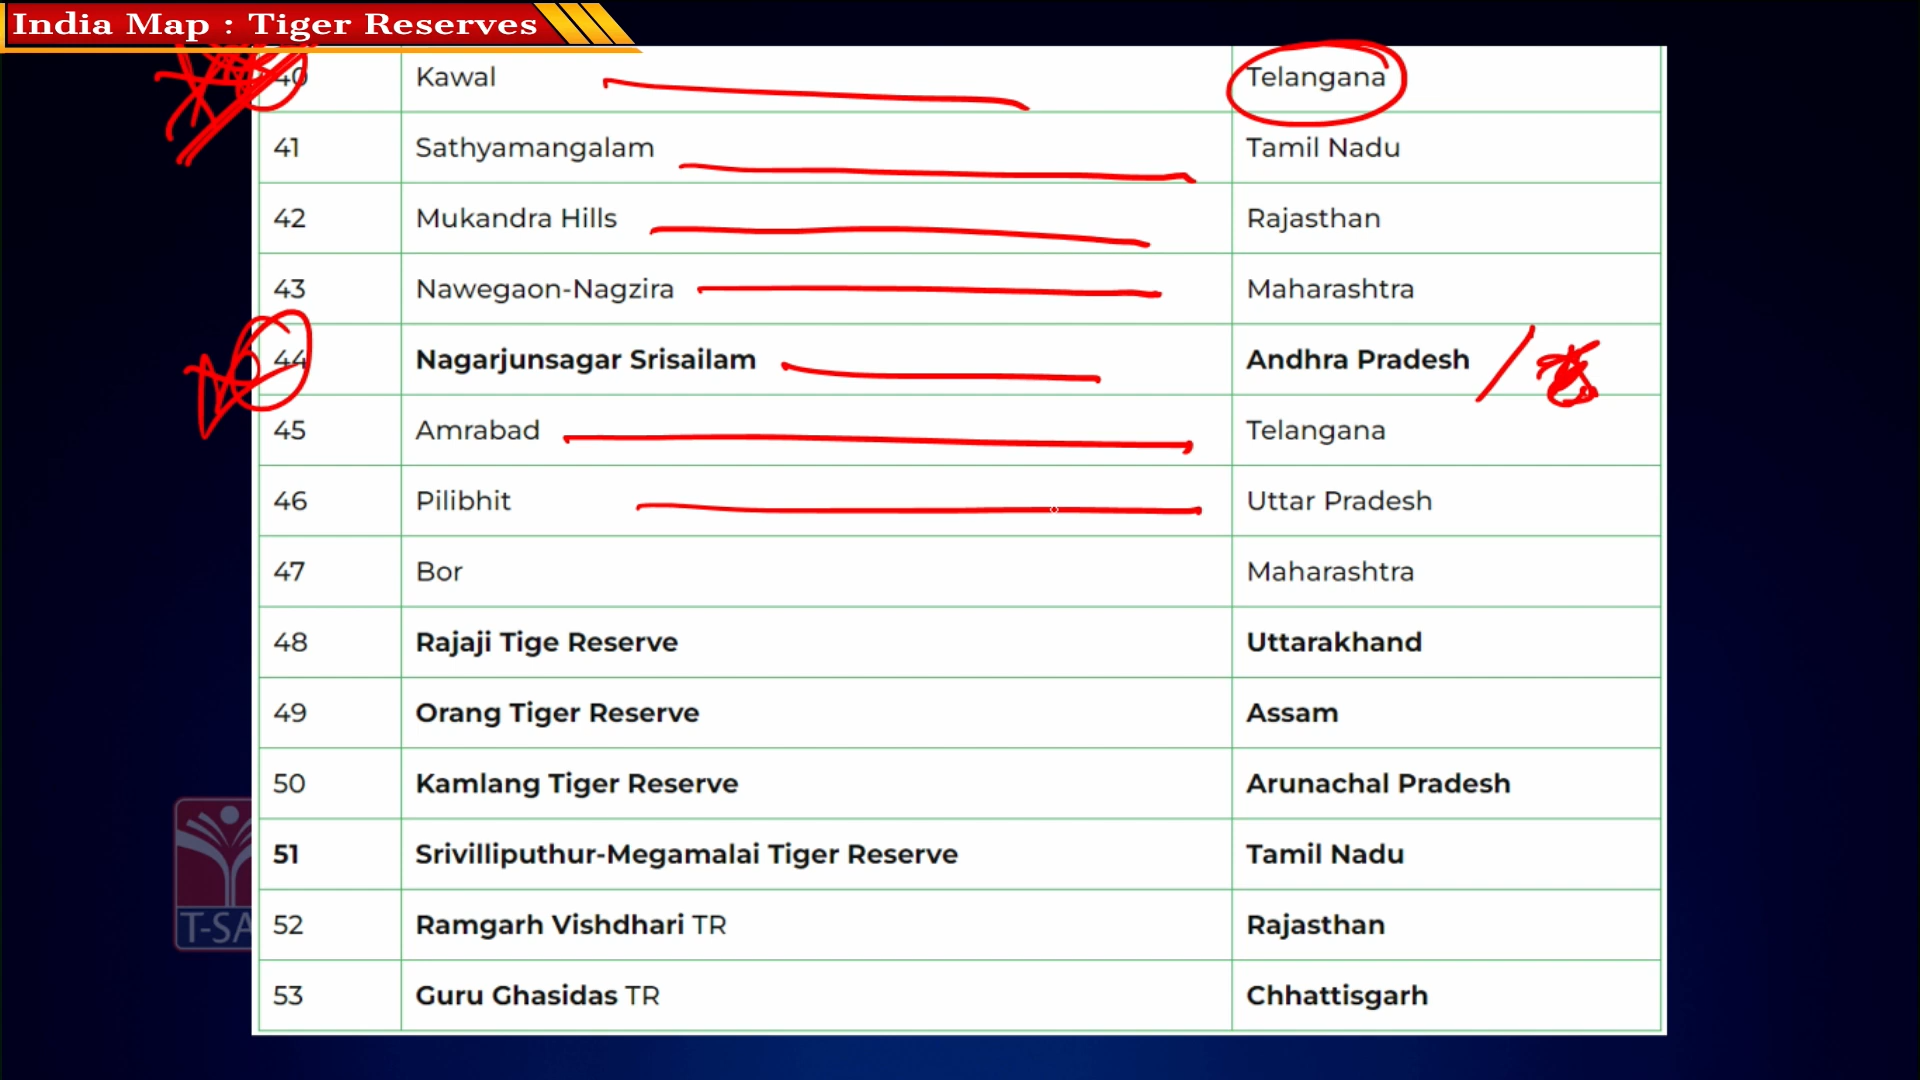 India Map : Tiger Reserves
40 Kawal Telangana
41 Sathyamangalam Tamil Nadu
42 Mukandra Hills Rajasthan
43 Nawegaon-Nagzira Maharashtra
44 Nagarjunsagar Srisailam Andhra Pradesh
45 Amrabad Telangana
46 Pilibhit Uttar Pradesh
47 Bor Maharashtra
48 Rajaji Tige Reserve Uttarakhand
49 Orang Tiger Reserve Assam
50 Kamlang Tiger Reserve Arunachal Pradesh
51 Srivilliputhur-Megamalai Tiger Reserve Tamil Nadu
T-SA
52 Ramgarh Vishdhari TR Rajasthan
53 Guru Ghasidas TR Chhattisgarh